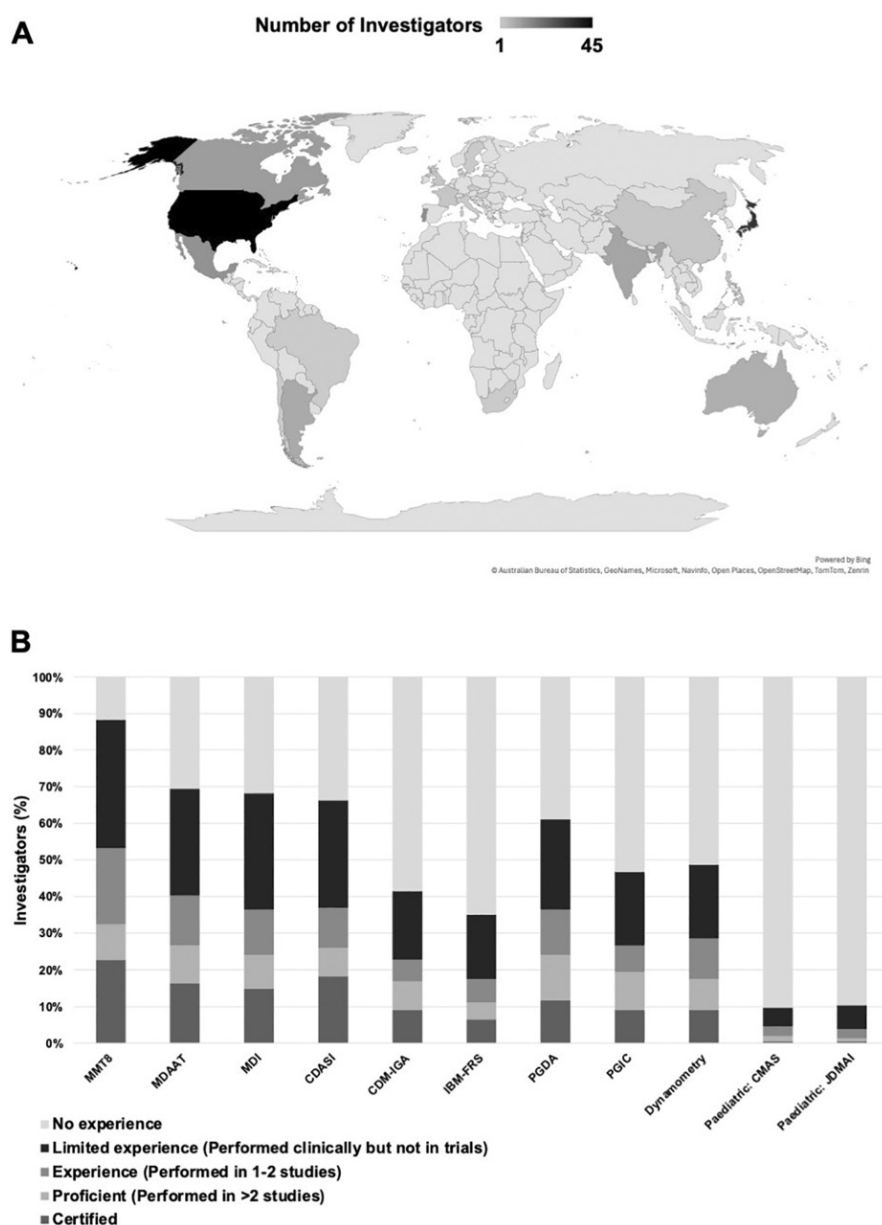 A
Number of Investigators
1 45
Powered by Bing
© Australian Bureau of Statistics, GeoNames, Microsoft, Navinfo, Open Places, OpenStreetMap, TomTom, Zenrin
B
Investigators (%)
100%
90%
80%
70%
60%
50%
40%
30%
20%
10%
0%
MMT8
MDAAT
MDI
CDASI
CDM-IGA
IBM-FRS
PGDA
PGIC
Dynamometry
Paediatric: CMAS
Paediatric: JDMAI
No experience
Limited experience (Performed clinically but not in trials)
Experience (Performed in 1-2 studies)
Proficient (Performed in >2 studies)
Certified